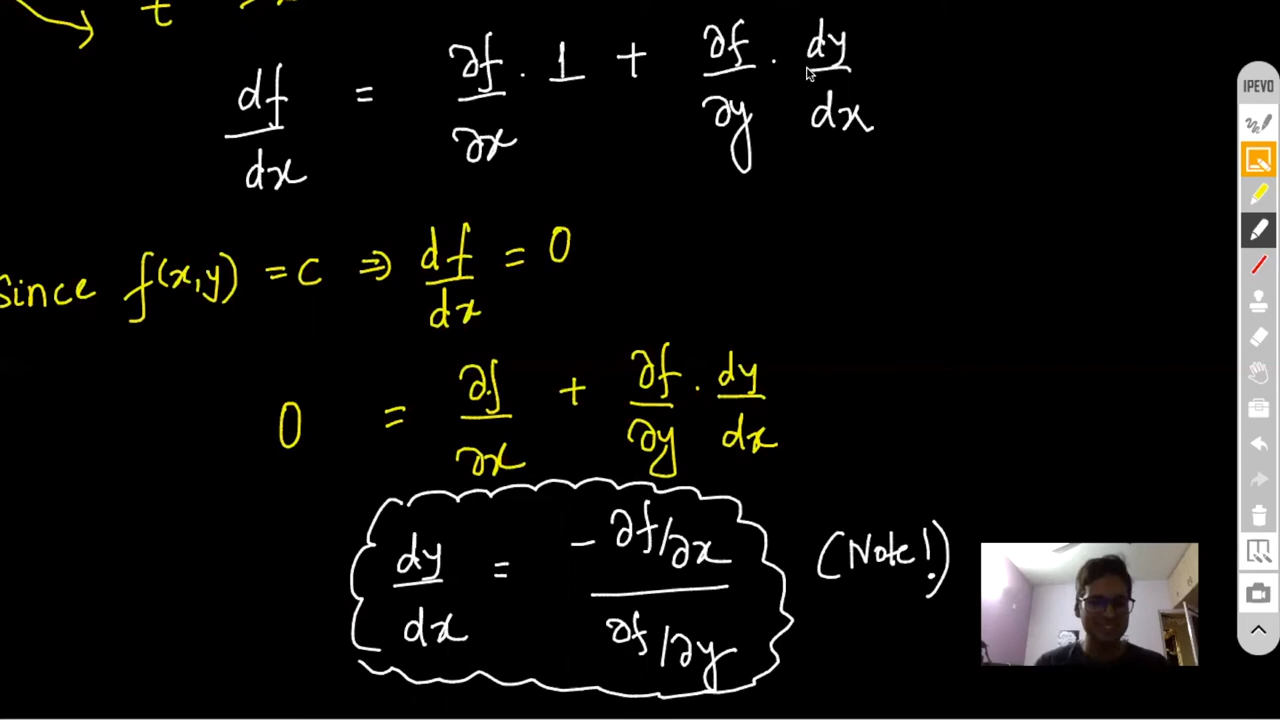 t
df/dx = ∂f/∂x · 1 + ∂f/∂y · dy/dx
Since f(x,y) = c ⇒ df/dx = 0
0 = ∂f/∂x + ∂f/∂y · dy/dx
dy/dx = -∂f/∂x / ∂f/∂y (Note!)
IPEVO